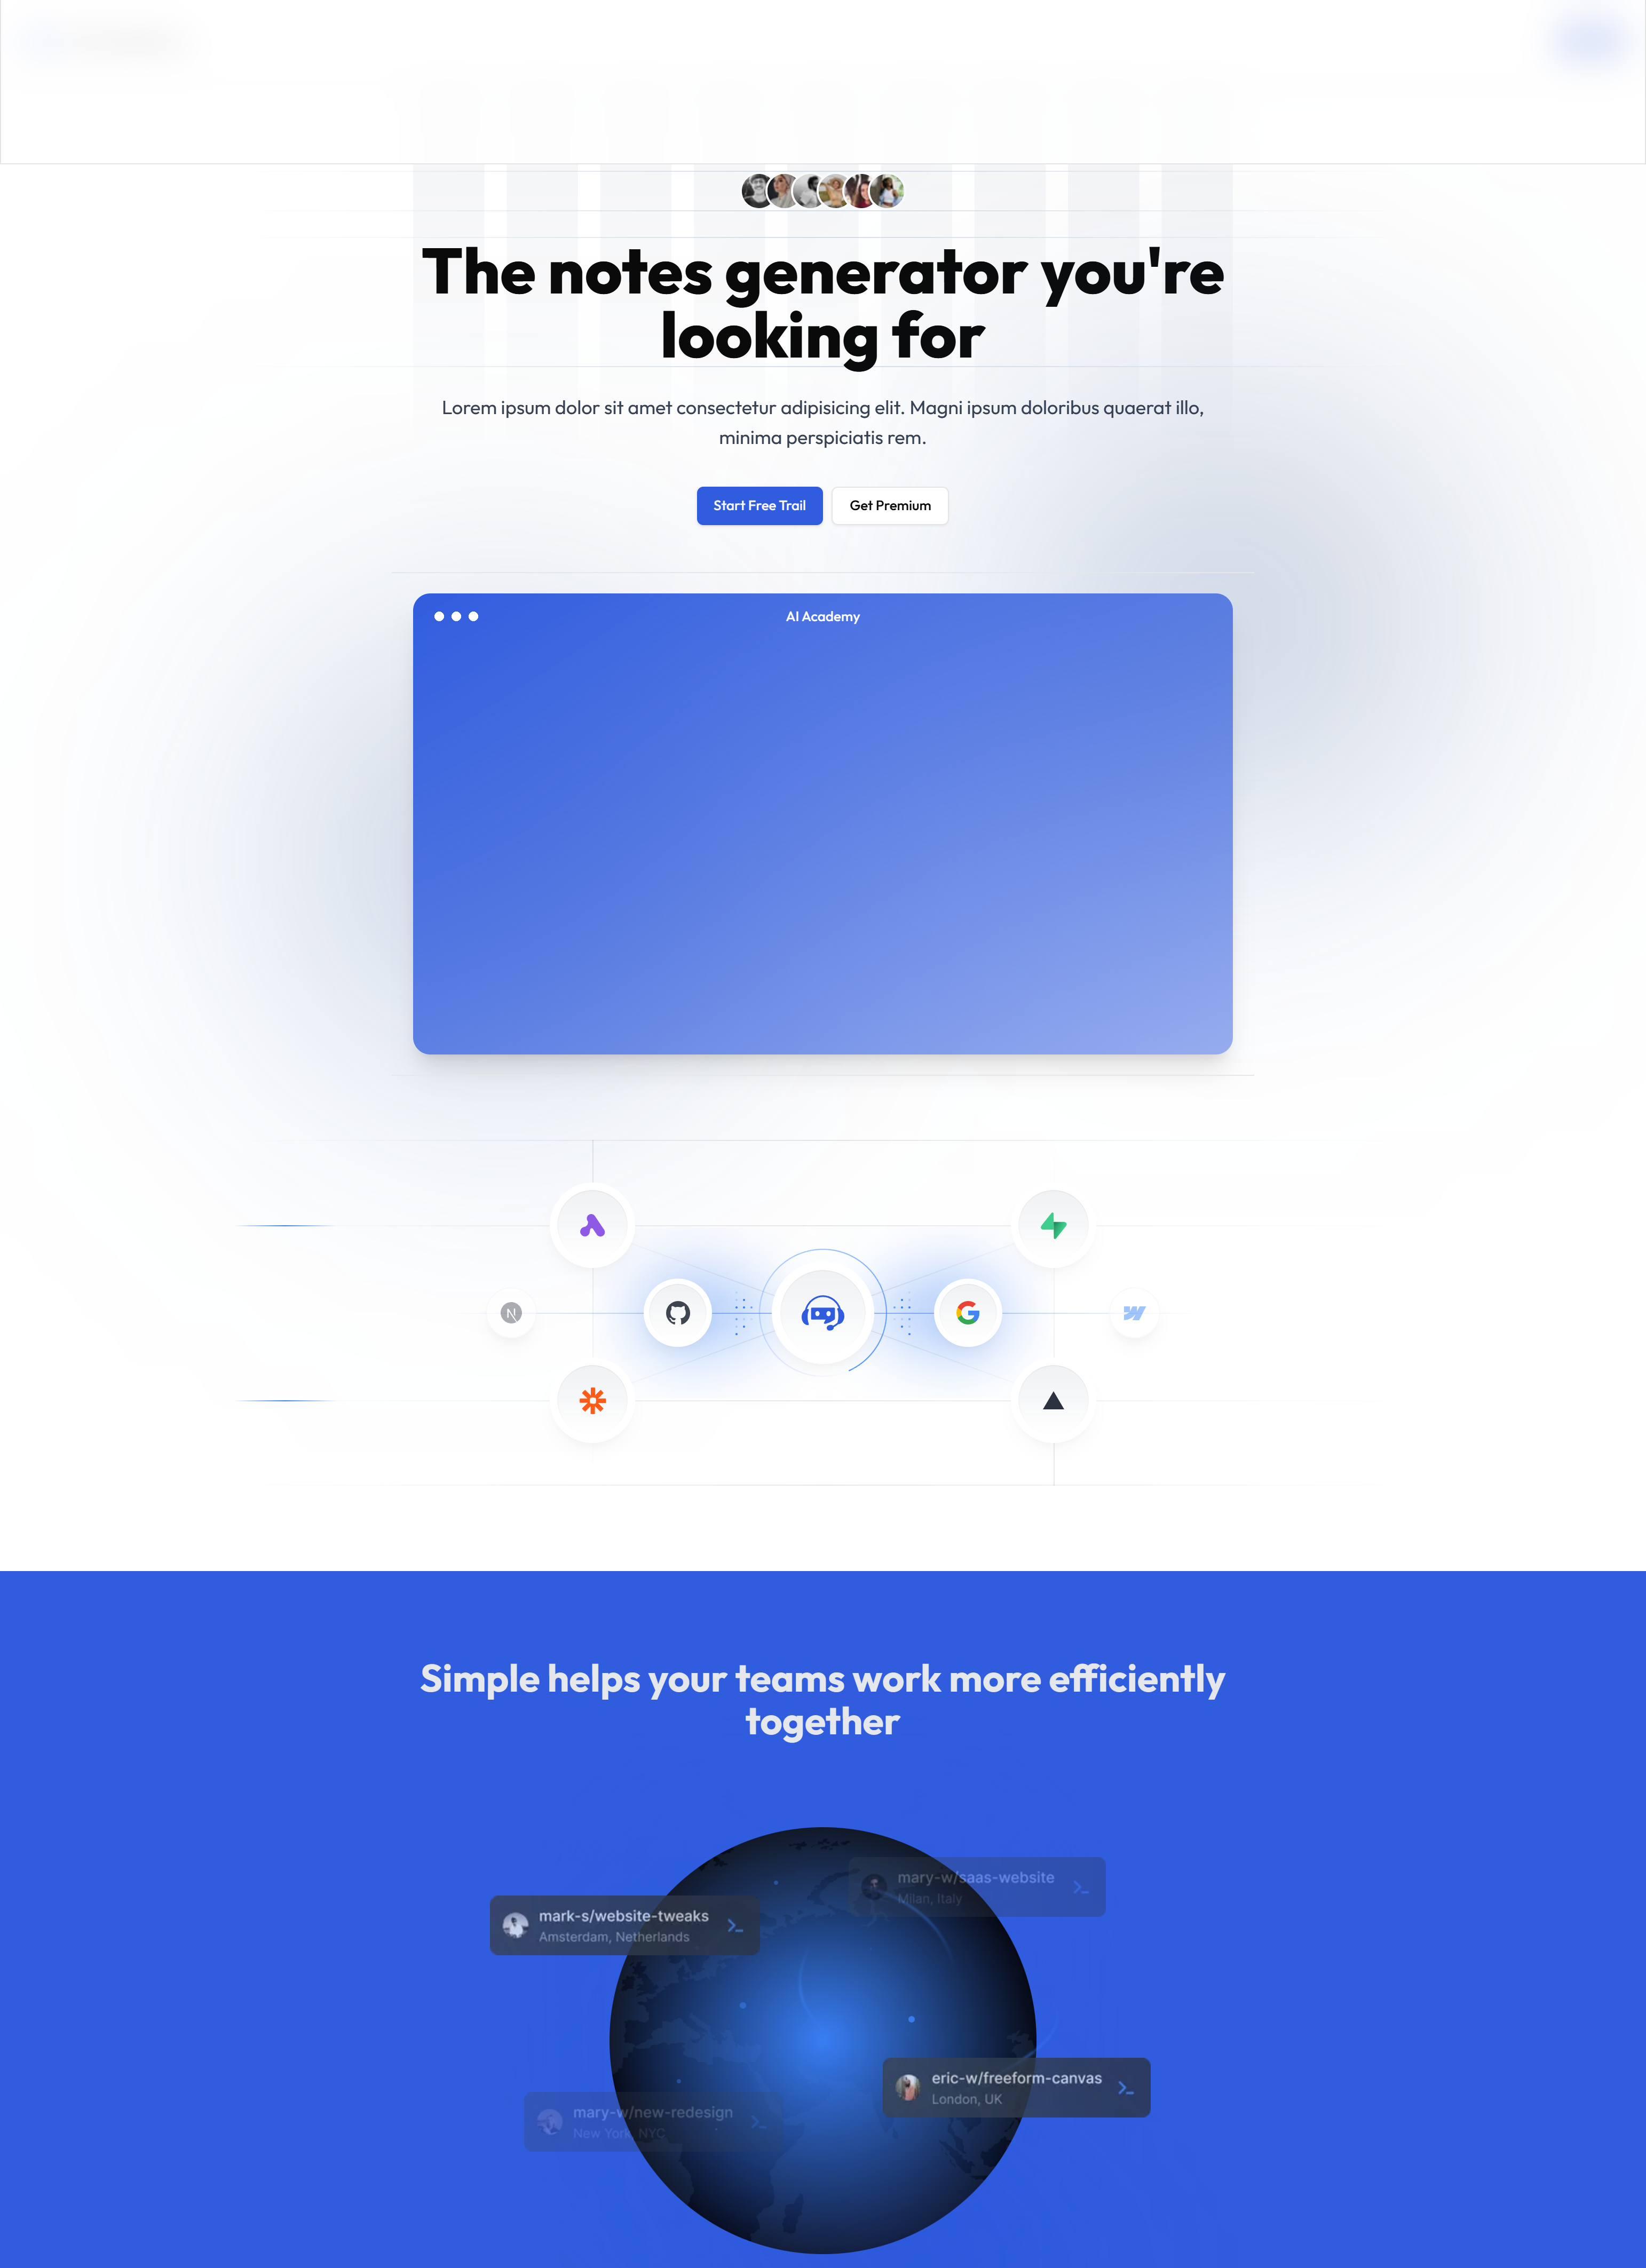 The notes generator you're
looking for
Lorem ipsum dolor sit amet consectetur adipisicing elit. Magni ipsum doloribus quaerat illo,
minima perspiciatis rem.
Start Free Trail
Get Premium
AI Academy
Simple helps your teams work more efficiently
together
mary-w/saas-website
Milan, Italy
mark-s/website-tweaks
Amsterdam, Netherlands
eric-w/freeform-canvas
London, UK
mary-w/new-redesign
New York, NYC